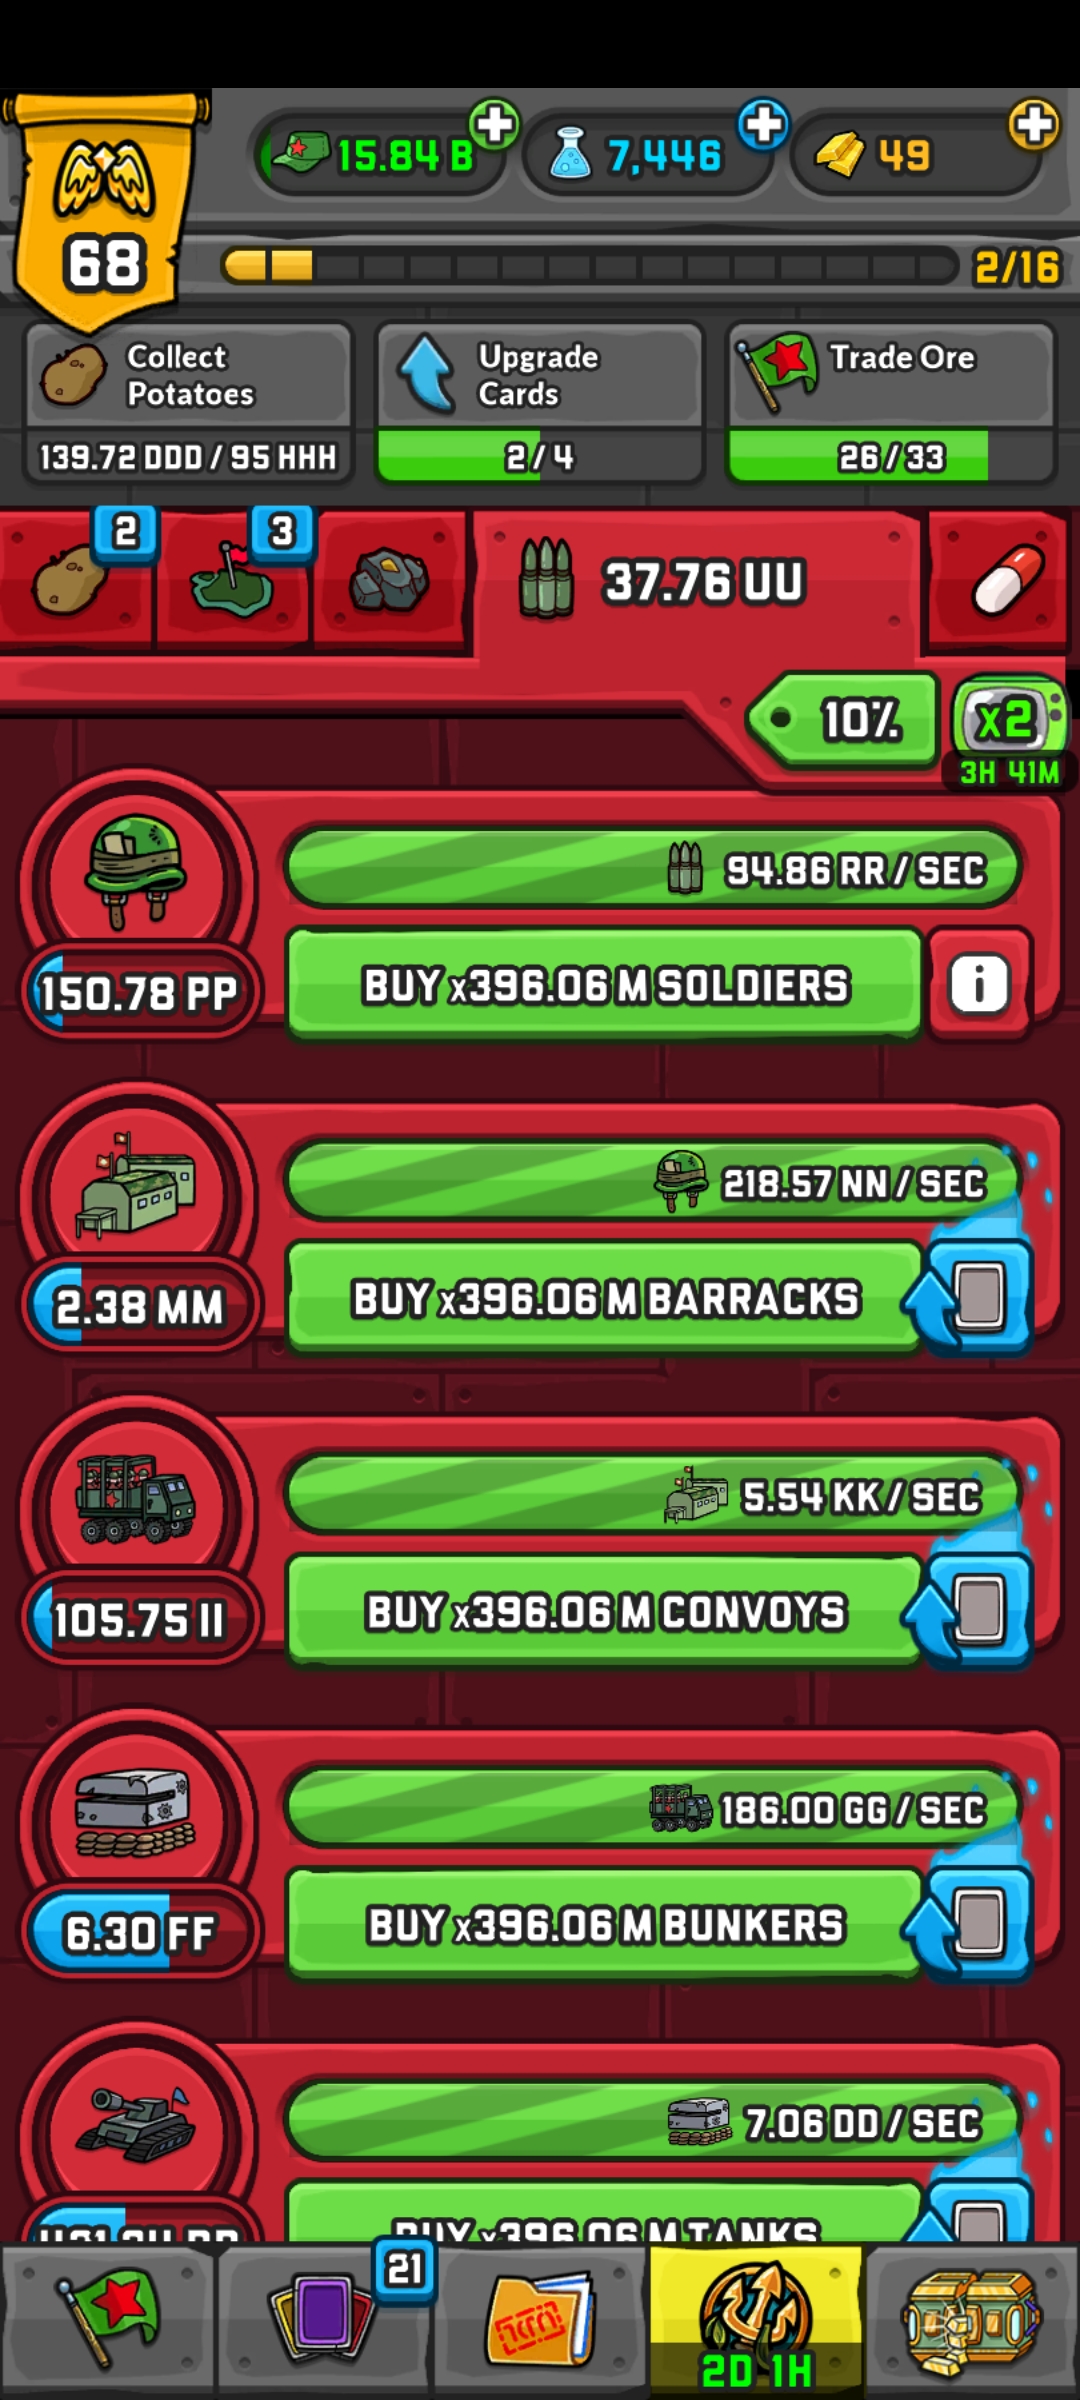 15.84 B
7,446
49
68
2/16
Collect
Potatoes
139.72 DDD / 95 HHH
Upgrade
Cards
2/4
Trade Ore
26/33
2
3
37.76 UU
10%
x2
3H 41M
94.86 RR / SEC
150.78 PP
BUY x396.06 M SOLDIERS
i
218.57 NN / SEC
2.38 MM
BUY x396.06 M BARRACKS
5.54 KK / SEC
105.75 II
BUY x396.06 M CONVOYS
186.00 GG / SEC
6.30 FF
BUY x396.06 M BUNKERS
7.06 DD / SEC
BUY x396.06 M TANKS
21
2D 1H